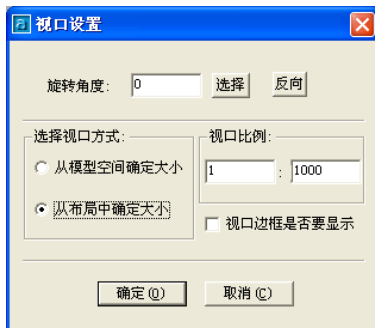 视口设置
旋转角度: 0 选择 反向
选择视口方式:
从模型空间确定大小
从布局中确定大小
视口比例:
1 : 1000
视口边框是否要显示
确定(O) 取消(C)